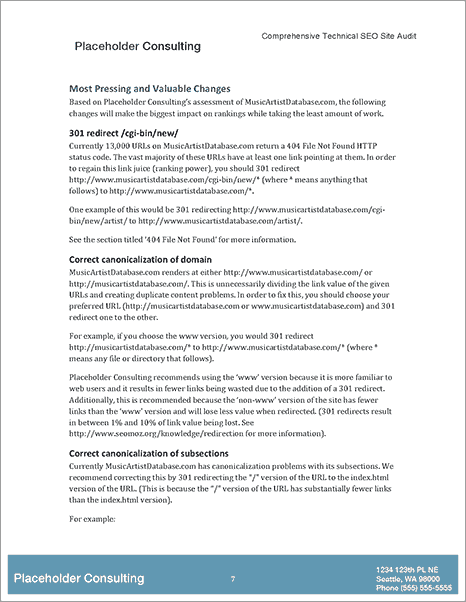 Comprehensive Technical SEO Site Audit
Placeholder Consulting
Most Pressing and Valuable Changes
Based on Placeholder Consulting's assessment of MusicArtistDatabase.com, the following
changes will make the biggest impact on rankings while taking the least amount of work.
301 redirect /cgi-bin/new/
Currently 13,000 URLs on MusicArtistDatabase.com return a 404 File Not Found HTTP
status code. The vast majority of these URLs have at least one link pointing at them. In order
to regain this link juice (ranking power), you should 301 redirect
http://www.musicartistdatabase.com/cgi-bin/new/* (where * means anything that
follows) to http://www.musicartistdatabase.com/*.
One example of this would be 301 redirecting http://www.musicartistdatabase.com/cgi-
bin/new/artist/ to http://www.musicartistdatabase.com/artist/.
See the section titled '404 File Not Found' for more information.
Correct canonicalization of domain
MusicArtistDatabase.com renders at either http://www.musicartistdatabase.com/ or
http://musicartistdatabase.com/. This is unnecessarily dividing the link value of the given
URLs and creating duplicate content problems. In order to fix this, you should choose your
preferred URL (http://musicartistdatabase.com or www.musicartistdatabase.com) and 301
redirect one to the other.
For example, if you choose the www version, you would 301 redirect
http://musicartistdatabase.com/* to http://www.musicartistdatabase.com/* (where *
means any file or directory that follows).
Placeholder Consulting recommends using the 'www' version because it is more familiar to
web users and it results in fewer links being wasted due to the addition of a 301 redirect.
Additionally, this is recommended because the 'non-www' version of the site has fewer
links than the 'www' version and will lose less value when redirected. (301 redirects result
in between 1% and 10% of link value being lost. See
http://www.seomoz.org/knowledge/redirection for more information).
Correct canonicalization of subsections
Currently MusicArtistDatabase.com has canonicalization problems with its subsections. We
recommend correcting this by 301 redirecting the "/" version of the URL to the index.html
version of the URL. (This is because the "/" version of the URL has substantially fewer links
than the index.html version).
For example:
Placeholder Consulting
7
1234 123th PL NE
Seattle, WA 98000
Phone (555) 555-5555